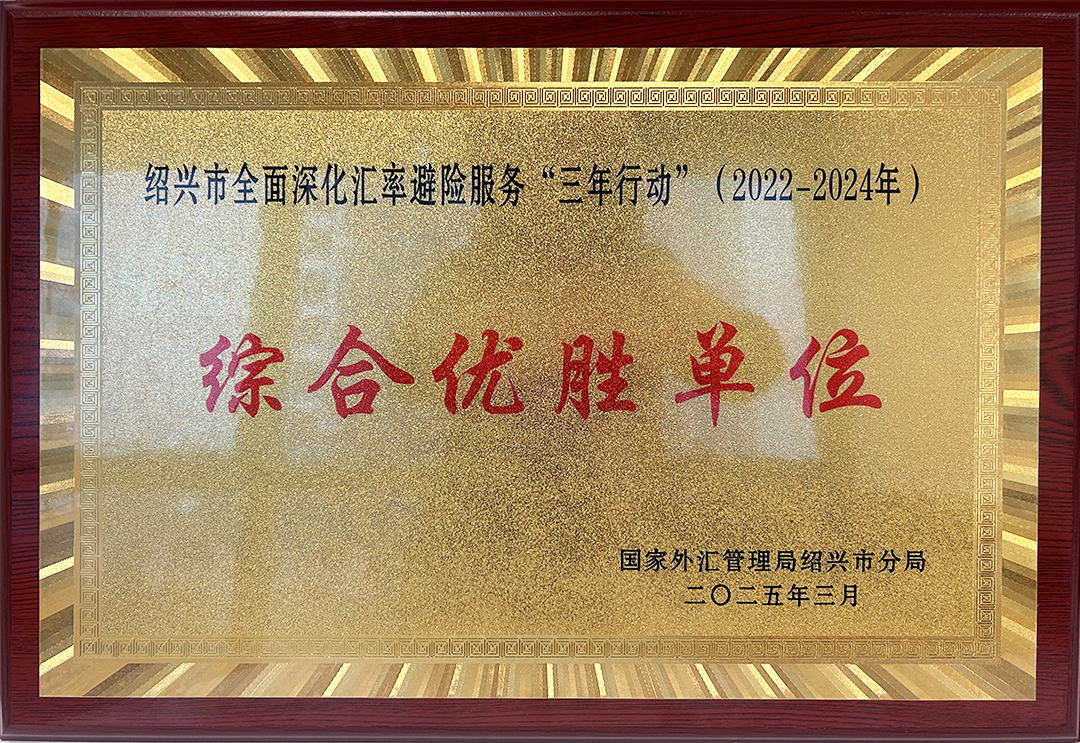 绍兴市全面深化汇率避险服务“三年行动”（2022-2024年）
综合优胜单位
国家外汇管理局绍兴市分局
二〇二五年三月